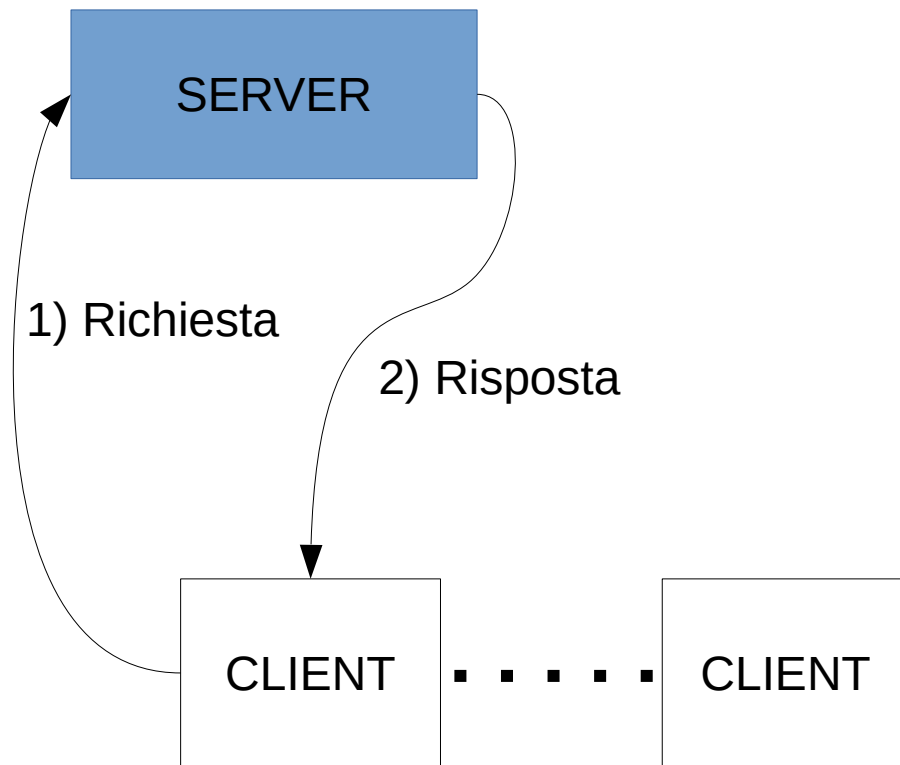 SERVER
1) Richiesta
2) Risposta
CLIENT
CLIENT